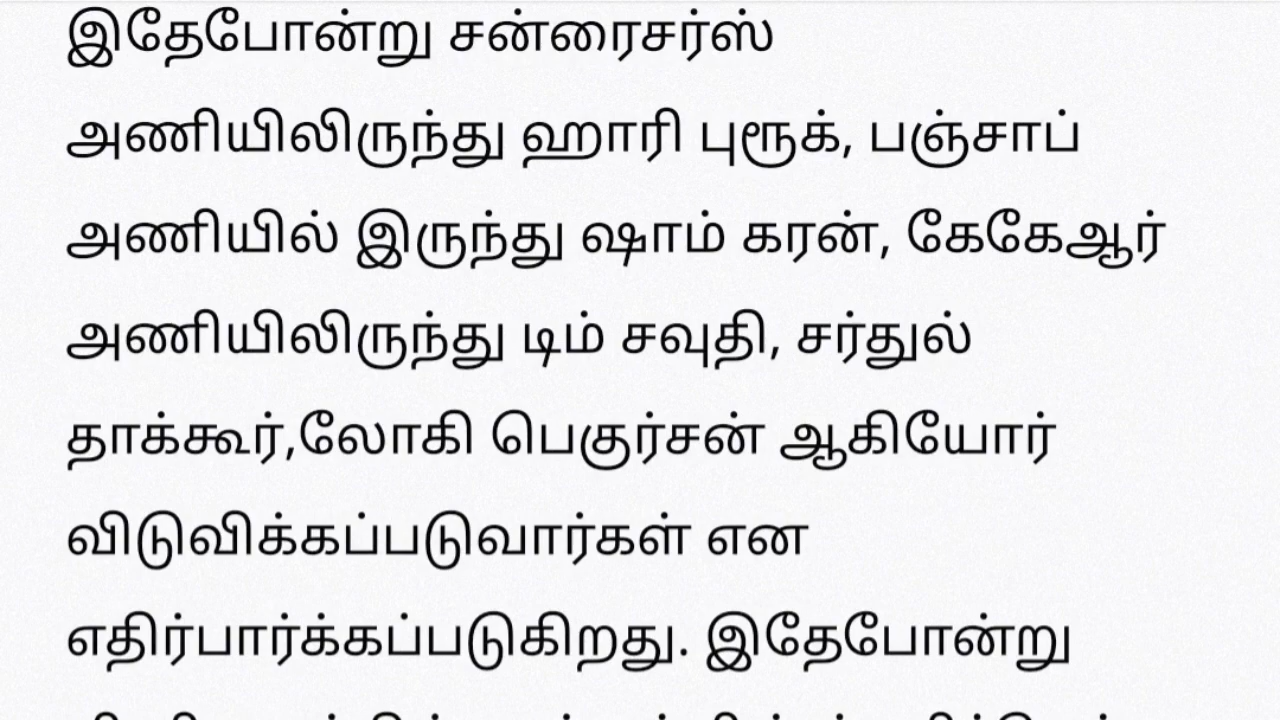 இதேபோன்று சன்ரைசர்ஸ்
அணியிலிருந்து ஹாரி புரூக், பஞ்சாப்
அணியில் இருந்து ஷாம் கரன், கேகேஆர்
அணியிலிருந்து டிம் சவுதி, சர்துல்
தாக்கூர்,லோகி பெகுர்சன் ஆகியோர்
விடுவிக்கப்படுவார்கள் என
எதிர்பார்க்கப்படுகிறது. இதேபோன்று